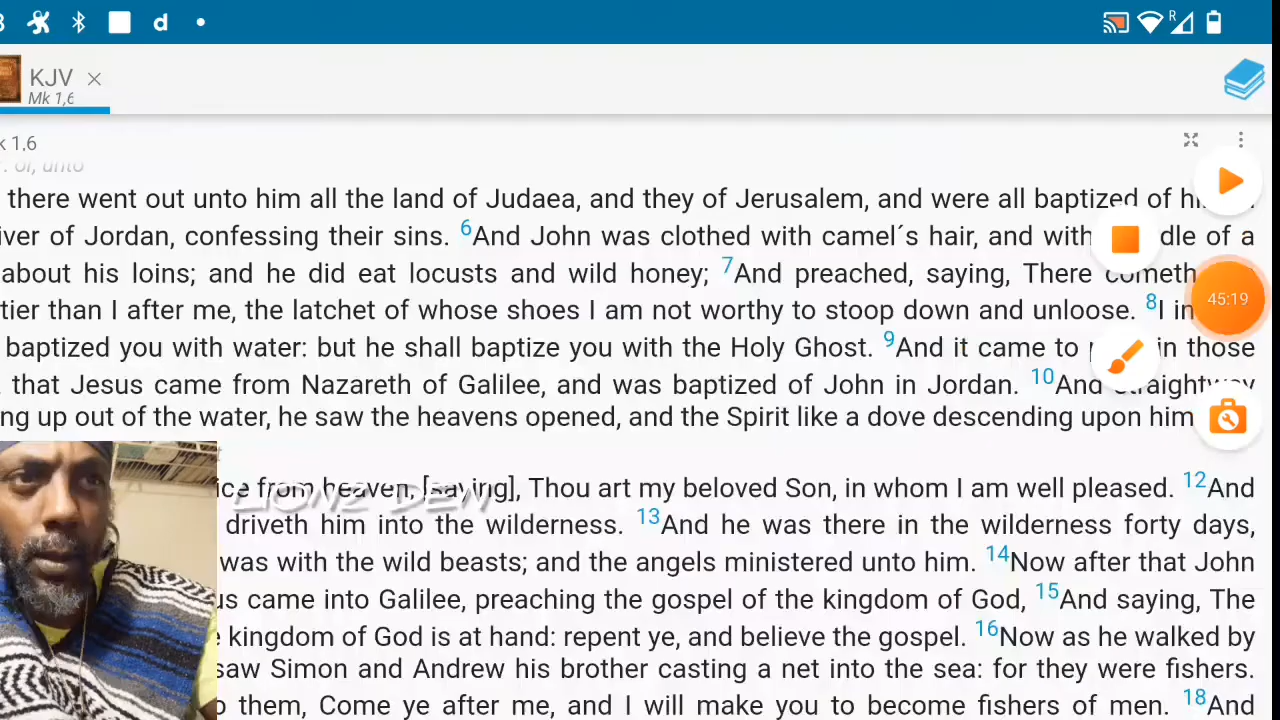 d
R
KJV ×
Mk 1,6
k 1,6
. or, unto
there went out unto him all the land of Judaea, and they of Jerusalem, and were all baptized of
iver of Jordan, confessing their sins. 6And John was clothed with camel´s hair, and with dle of a
about his loins; and he did eat locusts and wild honey; 7And preached, saying, There cometh
tier than I after me, the latchet of whose shoes I am not worthy to stoop down and unloose. 8I in
45:19
baptized you with water: but he shall baptize you with the Holy Ghost. 9And it came to in those
that Jesus came from Nazareth of Galilee, and was baptized of John in Jordan. 10And straightway
ng up out of the water, he saw the heavens opened, and the Spirit like a dove descending upon him
ice from heaven, [saying], Thou art my beloved Son, in whom I am well pleased. 12And
LIONZ DEN
driveth him into the wilderness. 13And he was there in the wilderness forty days,
was with the wild beasts; and the angels ministered unto him. 14Now after that John
us came into Galilee, preaching the gospel of the kingdom of God, 15And saying, The
kingdom of God is at hand: repent ye, and believe the gospel. 16Now as he walked by
saw Simon and Andrew his brother casting a net into the sea: for they were fishers.
them, Come ye after me, and I will make you to become fishers of men. 18And